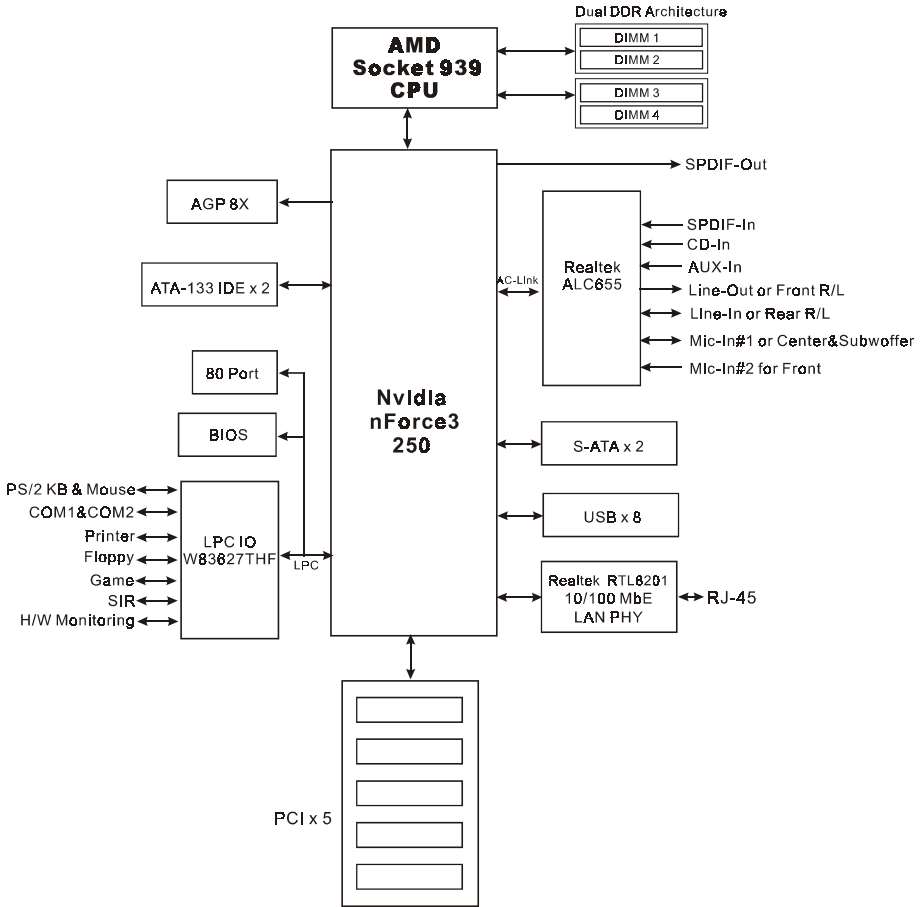 Dual DDR Architecture
AMD
Socket 939
CPU
DIMM 1
DIMM 2
DIMM 3
DIMM 4
SPDIF-Out
AGP 8X
SPDIF-In
CD-In
AUX-In
Line-Out or Front R/L
Line-In or Rear R/L
Mic-In#1 or Center&Subwoffer
Mic-In#2 for Front
Realtek
ALC655
AC-Link
ATA-133 IDE x 2
80 Port
BIOS
Nvidia
nForce3
250
S-ATA x 2
USB x 8
PS/2 KB & Mouse
COM1&COM2
Printer
Floppy
Game
SIR
H/W Monitoring
LPC IO
W83627THF
LPC
Realtek RTL8201
10/100 MbE
LAN PHY
RJ-45
PCI x 5